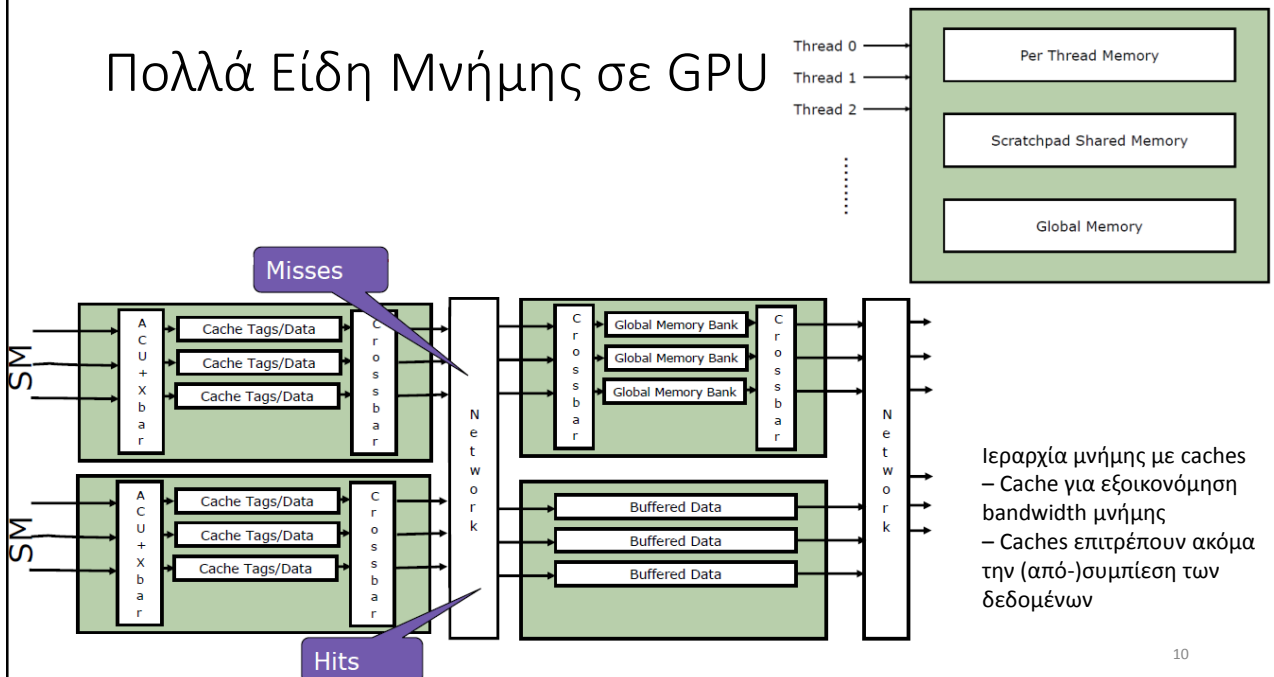 Πολλά Είδη Μνήμης σε GPU
Thread 0
Thread 1
Thread 2
Per Thread Memory
Scratchpad Shared Memory
Global Memory
Misses
SM
ACU+Xbar
Cache Tags/Data
Cache Tags/Data
Cache Tags/Data
Crossbar
Network
Crossbar
Global Memory Bank
Global Memory Bank
Global Memory Bank
Crossbar
Network
SM
ACU+Xbar
Cache Tags/Data
Cache Tags/Data
Cache Tags/Data
Crossbar
Buffered Data
Buffered Data
Buffered Data
Hits
Ιεραρχία μνήμης με caches
– Cache για εξοικονόμηση
bandwidth μνήμης
– Caches επιτρέπουν ακόμα
την (από-)συμπίεση των
δεδομένων
10